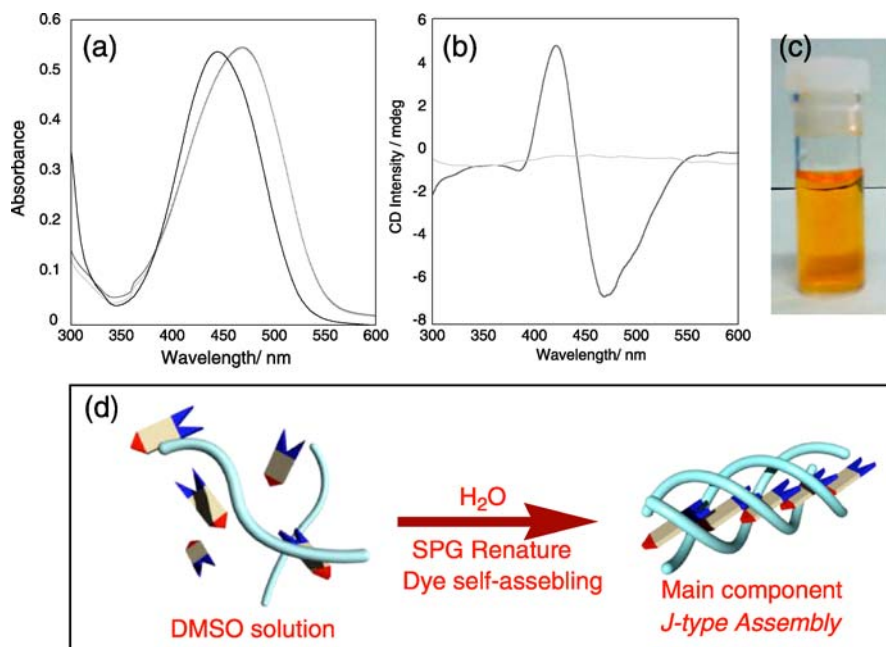 (a)
0.6
0.5
0.4
0.3
0.2
0.1
0
Absorbance
300 350 400 450 500 550 600
Wavelength/ nm
(b)
6
4
2
0
-2
-4
-6
-8
CD Intensity / mdeg
300 350 400 450 500 550 600
Wavelength/ nm
(c)
(d)
H₂O
SPG Renature
Dye self-assebling
DMSO solution
Main component
J-type Assembly